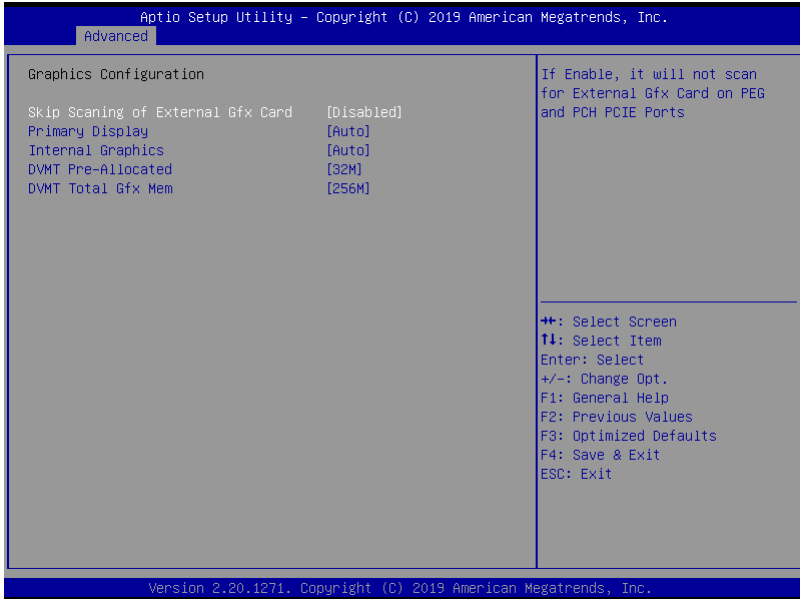 Aptio Setup Utility – Copyright (C) 2019 American Megatrends, Inc.
Advanced
Graphics Configuration
Skip Scaning of External Gfx Card [Disabled]
Primary Display [Auto]
Internal Graphics [Auto]
DVMT Pre-Allocated [32M]
DVMT Total Gfx Mem [256M]
If Enable, it will not scan
for External Gfx Card on PEG
and PCH PCIE Ports
→←: Select Screen
↑↓: Select Item
Enter: Select
+/-: Change Opt.
F1: General Help
F2: Previous Values
F3: Optimized Defaults
F4: Save & Exit
ESC: Exit
Version 2.20.1271. Copyright (C) 2019 American Megatrends, Inc.